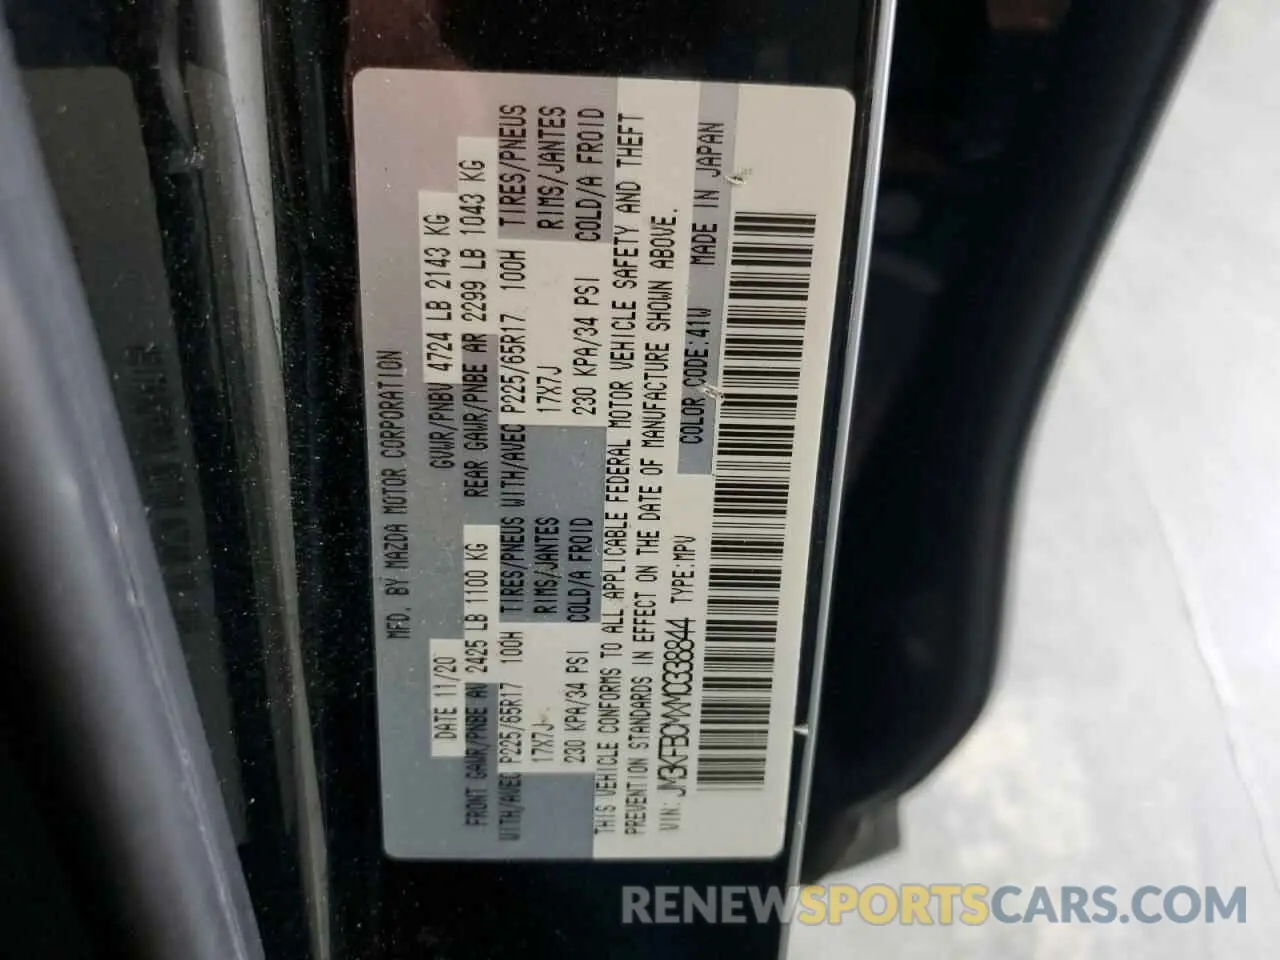 MFD. BY MAZDA MOTOR CORPORATION
DATE 11/20 GVWR/PNBV 4724 LB 2143 KG
FRONT GAWR/PNBE AV 2425 LB 1100 KG REAR GAWR/PNBE AR 2299 LB 1043 KG
WITH/AVEC P225/65R17 100H TIRES/PNEUS WITH/AVEC P225/65R17 100H TIRES/PNEUS
17X7J RIMS/JANTES 17X7J RIMS/JANTES
230 KPA/34 PSI COLD/A FROID 230 KPA/34 PSI COLD/A FROID
THIS VEHICLE CONFORMS TO ALL APPLICABLE FEDERAL MOTOR VEHICLE SAFETY AND THEFT
PREVENTION STANDARDS IN EFFECT ON THE DATE OF MANUFACTURE SHOWN ABOVE.
VIN: JM3KFBCMXM0338844 TYPE:MPV COLOR CODE:41W MADE IN JAPAN
RENEWSPORTSCARS.COM